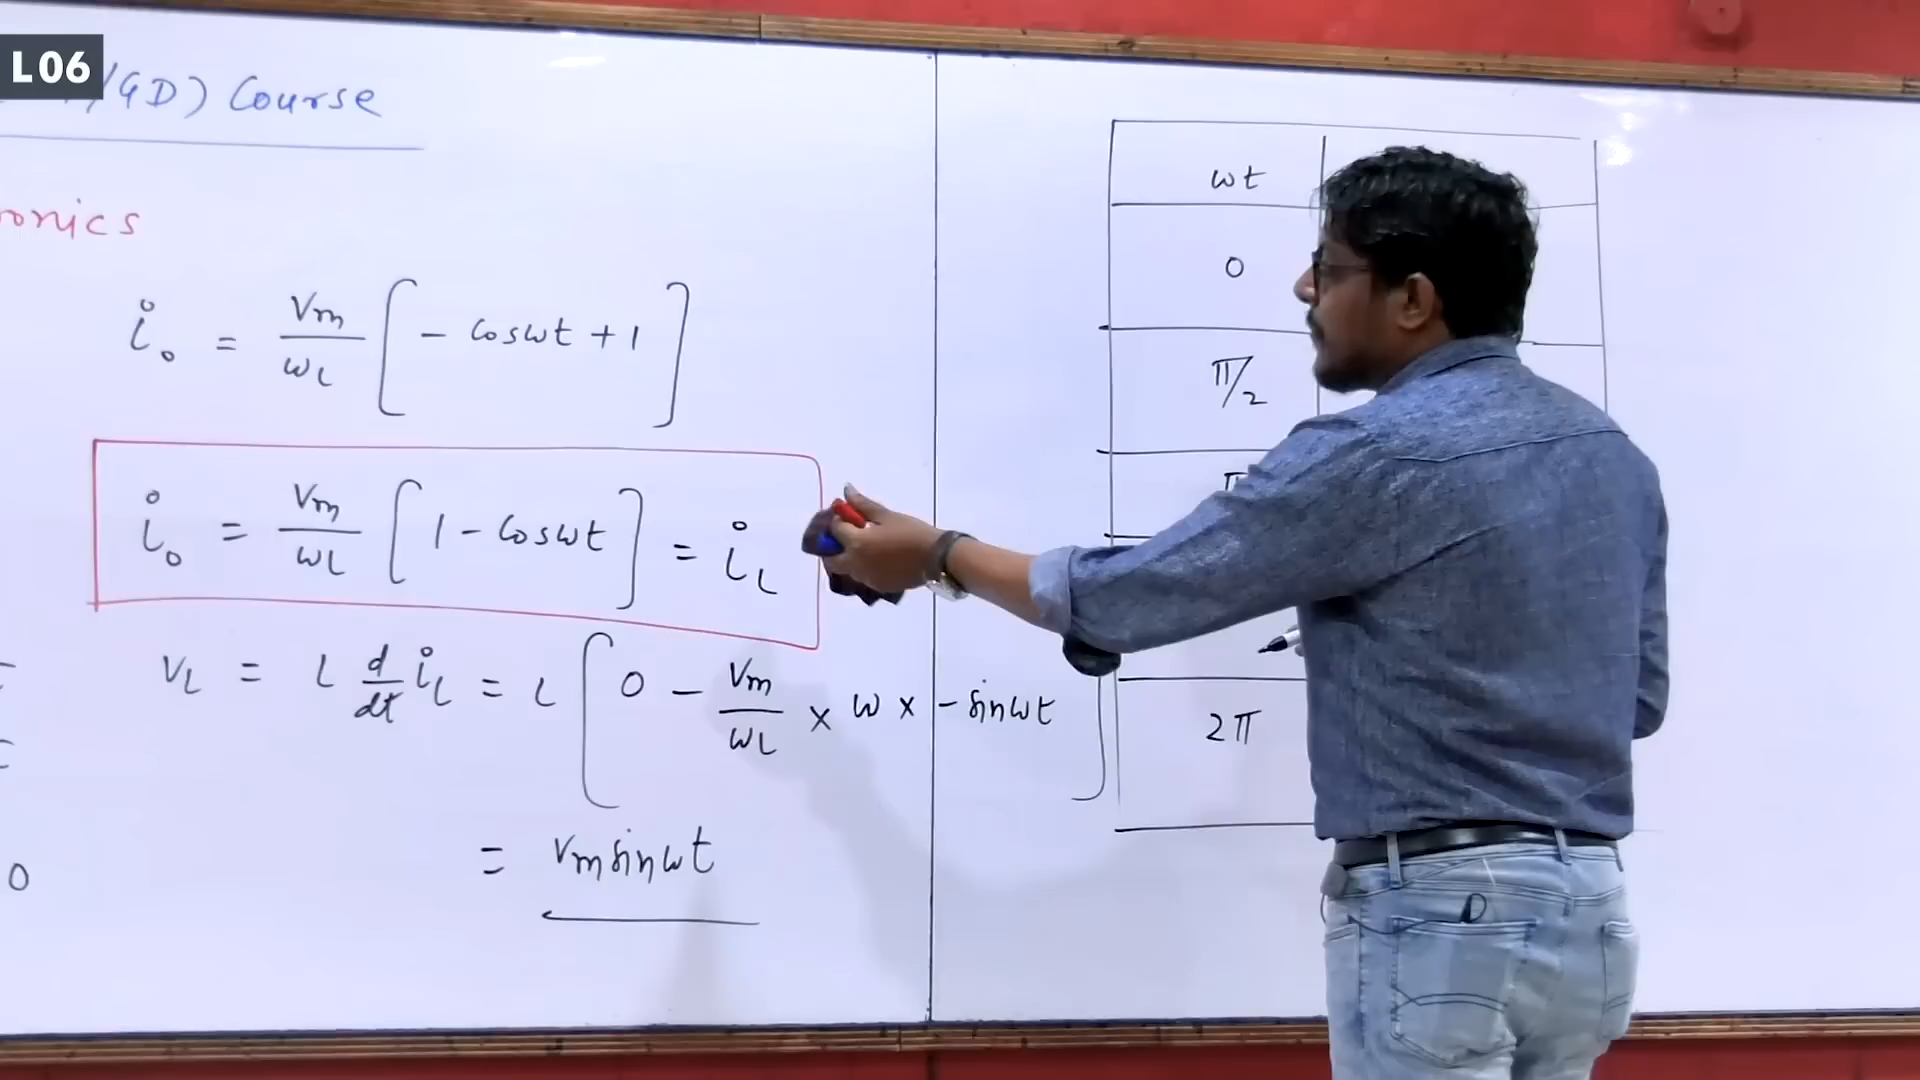 L06
/GD) Course
onics
i₀ = Vm/ωL [- cosωt + 1]
i₀ = Vm/ωL [1 - cosωt] = iL
VL = L d/dt iL = L [0 - Vm/ωL × ω × - sinωt]
= Vm sinωt
0
ωt
0
π/2
2π